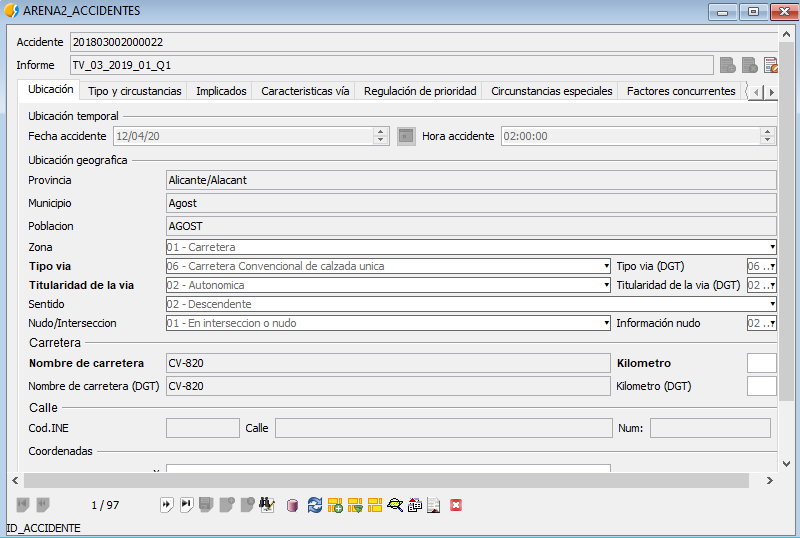 ARENA2_ACCIDENTES
Accidente 201803002000022
Informe TV_03_2019_01_Q1
Ubicación Tipo y circustancias Implicados Caracteristicas vía Regulación de prioridad Circunstancias especiales Factores concurrentes
Ubicación temporal
Fecha accidente 12/04/20 Hora accidente 02:00:00
Ubicación geografica
Provincia Alicante/Alacant
Municipio Agost
Poblacion AGOST
Zona 01 - Carretera
Tipo via 06 - Carretera Convencional de calzada unica Tipo via (DGT) 06 ...
Titularidad de la via 02 - Autonomica Titularidad de la via (DGT) 02 ...
Sentido 02 - Descendente
Nudo/Interseccion 01 - En interseccion o nudo Información nudo 02 ...
Carretera
Nombre de carretera CV-820 Kilometro
Nombre de carretera (DGT) CV-820 Kilometro (DGT)
Calle
Cod.INE Calle Num:
Coordenadas
1 / 97
ID_ACCIDENTE